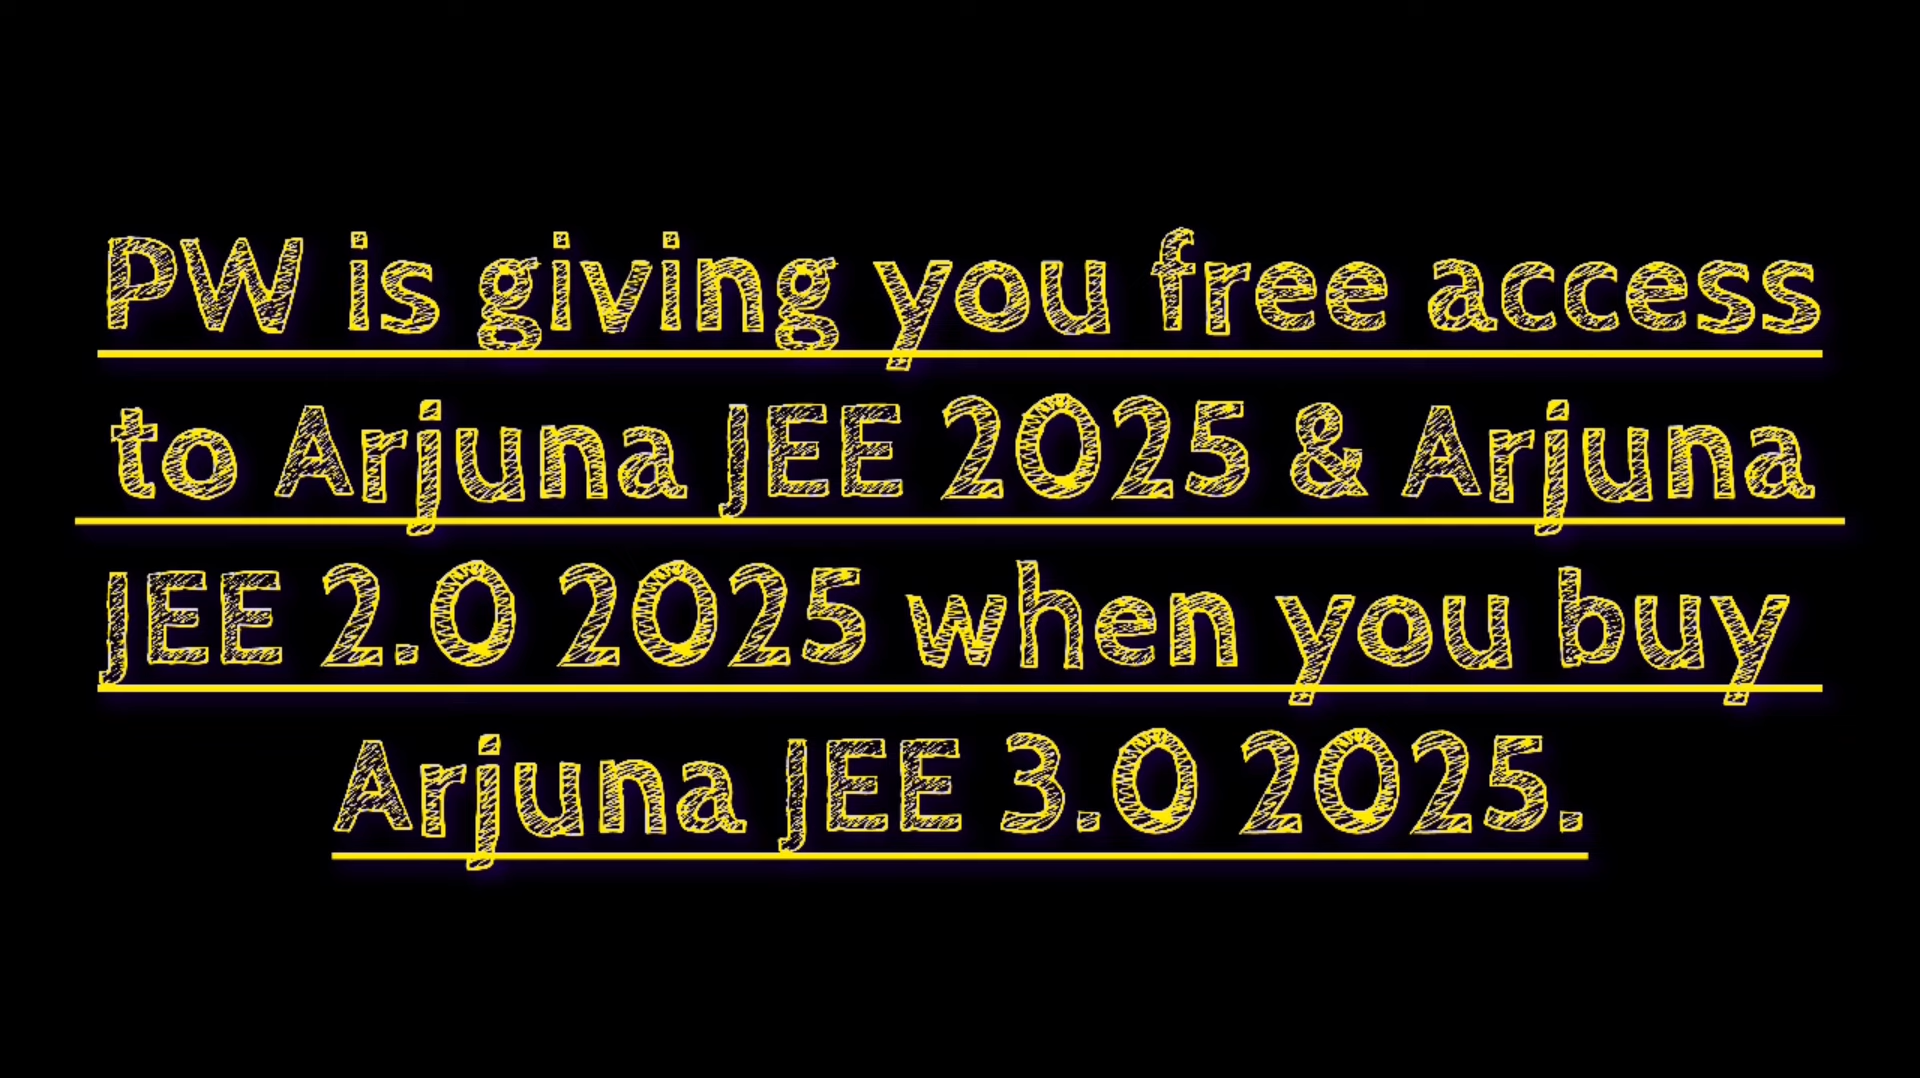 PW is giving you free access
to Arjuna JEE 2025 & Arjuna
JEE 2.0 2025 when you buy
Arjuna JEE 3.0 2025.